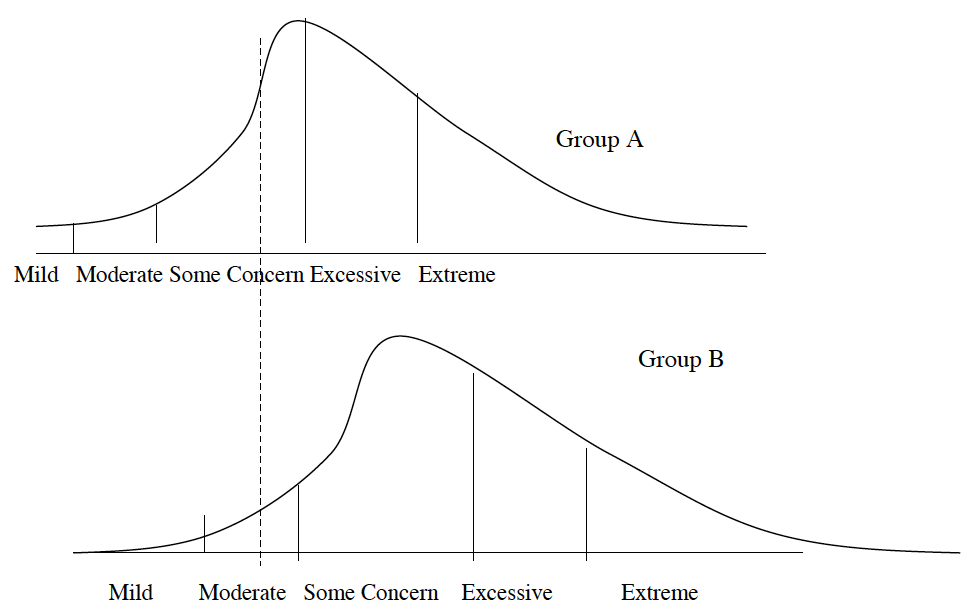 Group A
Mild Moderate Some Concern Excessive Extreme
Group B
Mild Moderate Some Concern Excessive Extreme